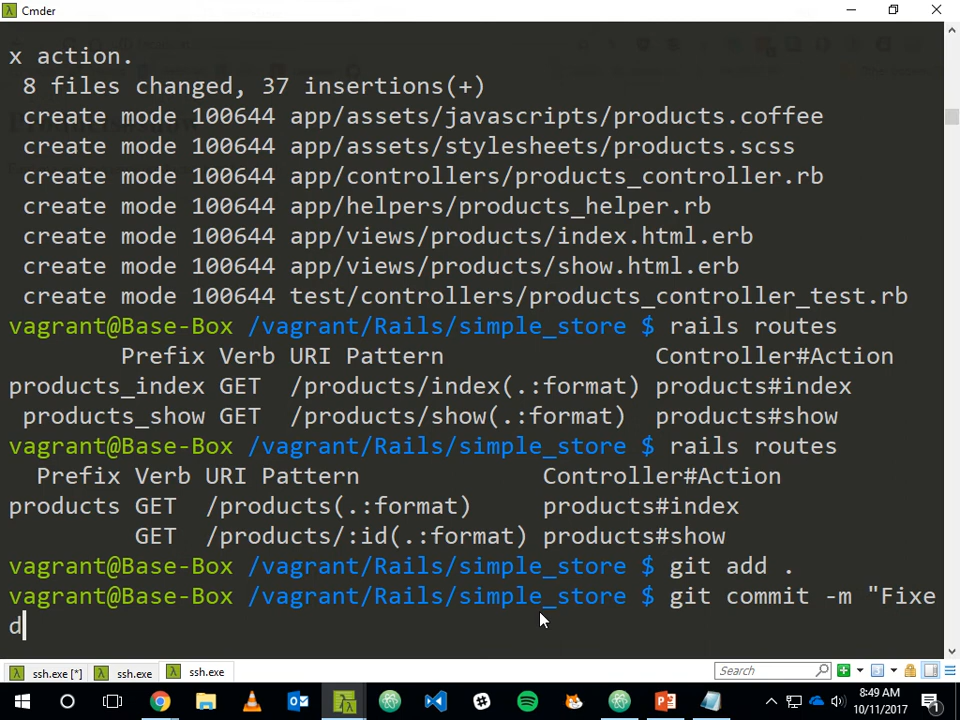 Cmder
x action.
8 files changed, 37 insertions(+)
create mode 100644 app/assets/javascripts/products.coffee
create mode 100644 app/assets/stylesheets/products.scss
create mode 100644 app/controllers/products_controller.rb
create mode 100644 app/helpers/products_helper.rb
create mode 100644 app/views/products/index.html.erb
create mode 100644 app/views/products/show.html.erb
create mode 100644 test/controllers/products_controller_test.rb
vagrant@Base-Box /vagrant/Rails/simple_store $ rails routes
Prefix Verb URI Pattern Controller#Action
products_index GET /products/index(.:format) products#index
products_show GET /products/show(.:format) products#show
vagrant@Base-Box /vagrant/Rails/simple_store $ rails routes
Prefix Verb URI Pattern Controller#Action
products GET /products(.:format) products#index
GET /products/:id(.:format) products#show
vagrant@Base-Box /vagrant/Rails/simple_store $ git add .
vagrant@Base-Box /vagrant/Rails/simple_store $ git commit -m "Fixe
d
ssh.exe [*] ssh.exe ssh.exe Search
8:49 AM
10/11/2017